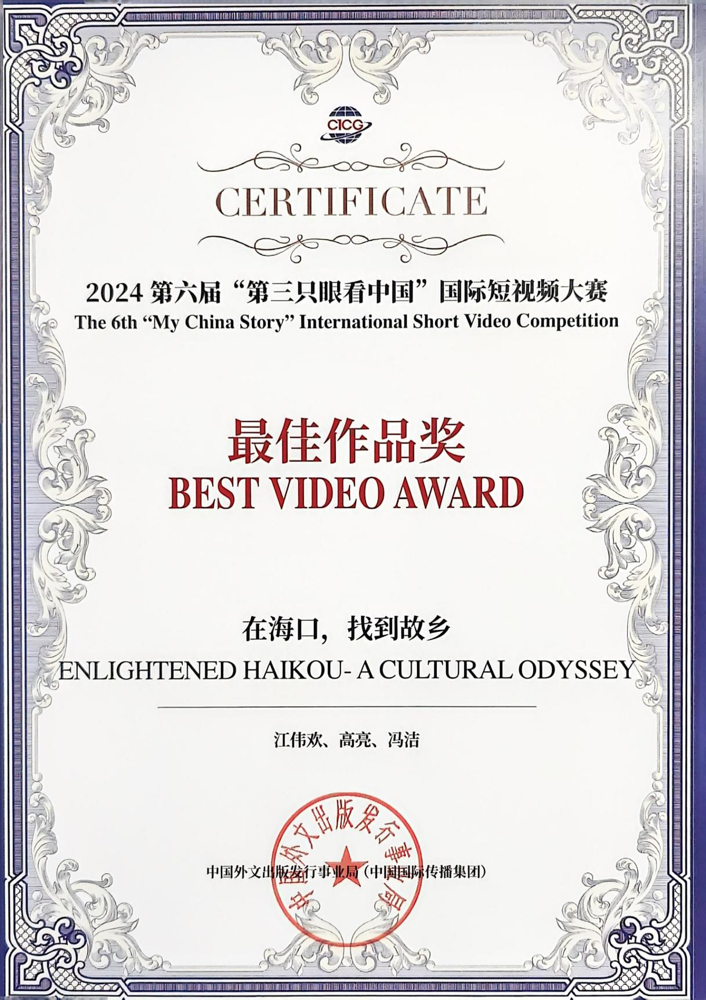 CICG
CERTIFICATE
2024 第六届“第三只眼看中国”国际短视频大赛
The 6th “My China Story” International Short Video Competition
最佳作品奖
BEST VIDEO AWARD
在海口，找到故乡
ENLIGHTENED HAIKOU- A CULTURAL ODYSSEY
江伟欢、高亮、冯洁
中国外文出版发行事业局
中国外文出版发行事业局（中国国际传播集团）